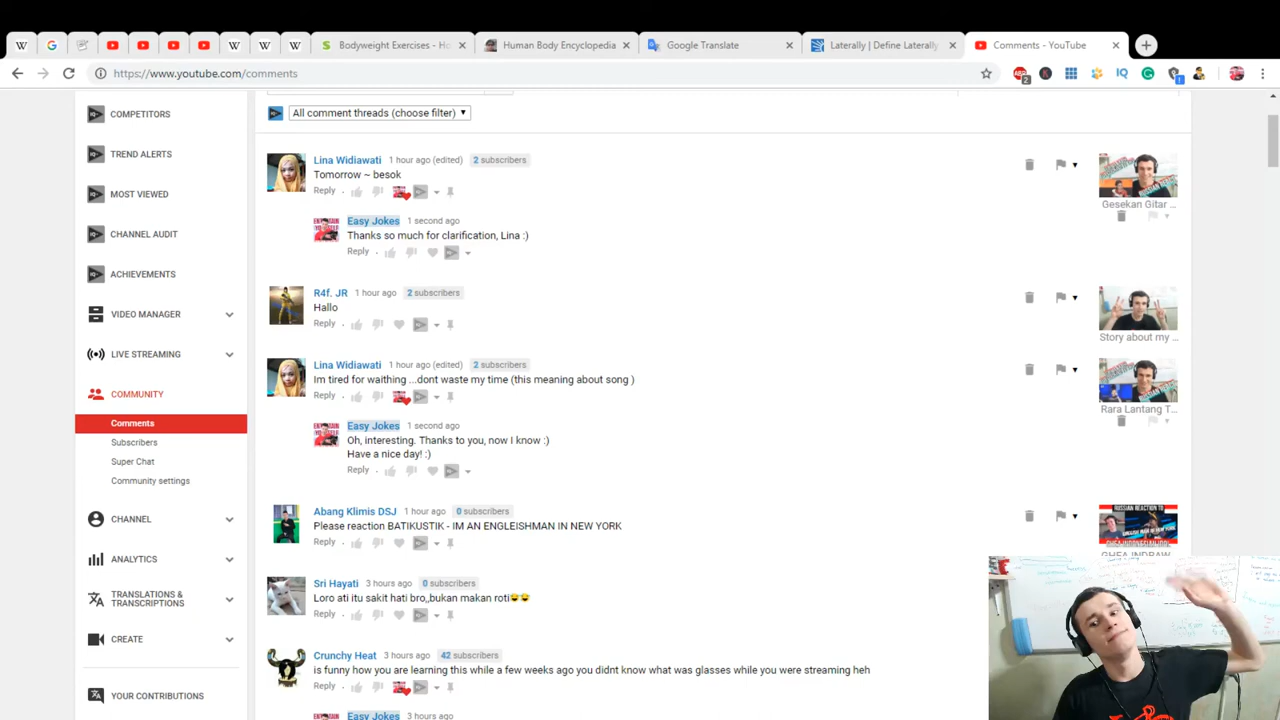 Bodyweight Exercises - Ho
Human Body Encyclopedia
Google Translate
Laterally | Define Laterally
Comments - YouTube
https://www.youtube.com/comments
2
COMPETITORS
TREND ALERTS
MOST VIEWED
CHANNEL AUDIT
ACHIEVEMENTS
VIDEO MANAGER
LIVE STREAMING
COMMUNITY
Comments
Subscribers
Super Chat
Community settings
CHANNEL
ANALYTICS
TRANSLATIONS &
TRANSCRIPTIONS
CREATE
YOUR CONTRIBUTIONS
All comment threads (choose filter)
Lina Widiawati 1 hour ago (edited) 2 subscribers
Tomorrow ~ besok
Reply
Gesekan Gitar ...
Easy Jokes 1 second ago
Thanks so much for clarification, Lina :)
Reply
R4f. JR 1 hour ago 2 subscribers
Hallo
Reply
Story about my ...
Lina Widiawati 1 hour ago (edited) 2 subscribers
Im tired for waithing ...dont waste my time (this meaning about song )
Reply
Rara Lantang T...
Easy Jokes 1 second ago
Oh, interesting. Thanks to you, now I know :)
Have a nice day! :)
Reply
Abang Klimis DSJ 1 hour ago 0 subscribers
Please reaction BATIKUSTIK - IM AN ENGLEISHMAN IN NEW YORK
Reply
RUSSIAN REACTION TO
Sri Hayati 3 hours ago 0 subscribers
Loro ati itu sakit hati bro,,bukan makan roti😅😅
Reply
Crunchy Heat 3 hours ago 42 subscribers
is funny how you are learning this while a few weeks ago you didnt know what was glasses while you were streaming heh
Reply
Easy Jokes 3 hours ago